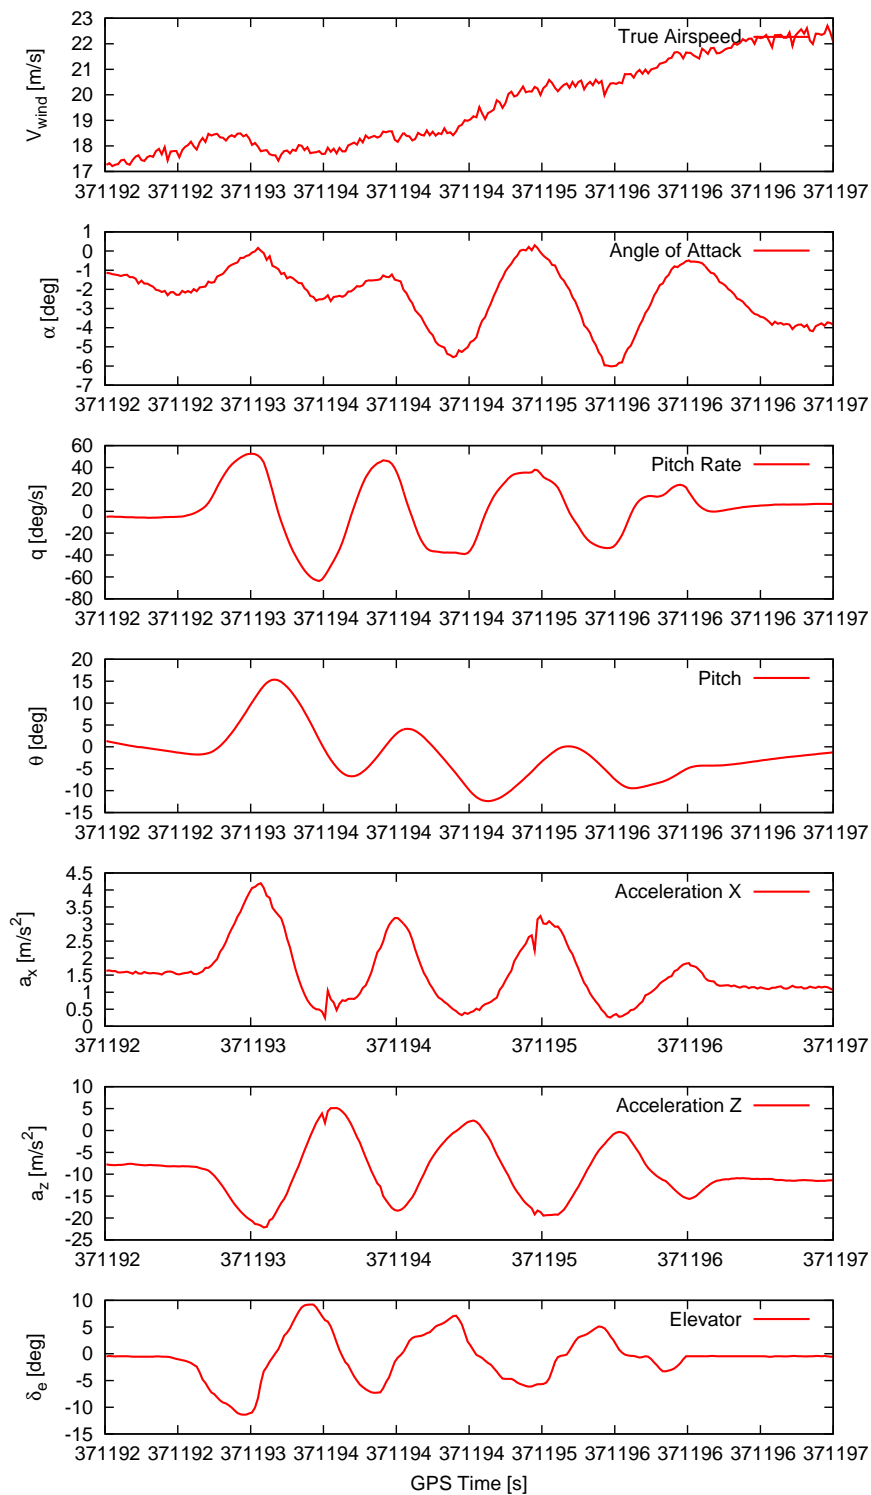 23
22
21
20
19
18
17
V_wind [m/s]
True Airspeed
371192 371192 371193 371194 371194 371194 371195 371196 371196 371196 371197
1
0
-1
-2
-3
-4
-5
-6
-7
α [deg]
Angle of Attack
371192 371192 371193 371194 371194 371194 371195 371196 371196 371196 371197
60
40
20
0
-20
-40
-60
-80
q [deg/s]
Pitch Rate
371192 371192 371193 371194 371194 371194 371195 371196 371196 371196 371197
20
15
10
5
0
-5
-10
-15
θ [deg]
Pitch
371192 371192 371193 371194 371194 371194 371195 371196 371196 371196 371197
4.5
4
3.5
3
2.5
2
1.5
1
0.5
0
a_x [m/s²]
Acceleration X
371192 371193 371194 371195 371196 371197
10
5
0
-5
-10
-15
-20
-25
a_z [m/s²]
Acceleration Z
371192 371193 371194 371195 371196 371197
10
5
0
-5
-10
-15
δ_e [deg]
Elevator
371192 371192 371193 371194 371194 371194 371195 371196 371196 371196 371197
GPS Time [s]